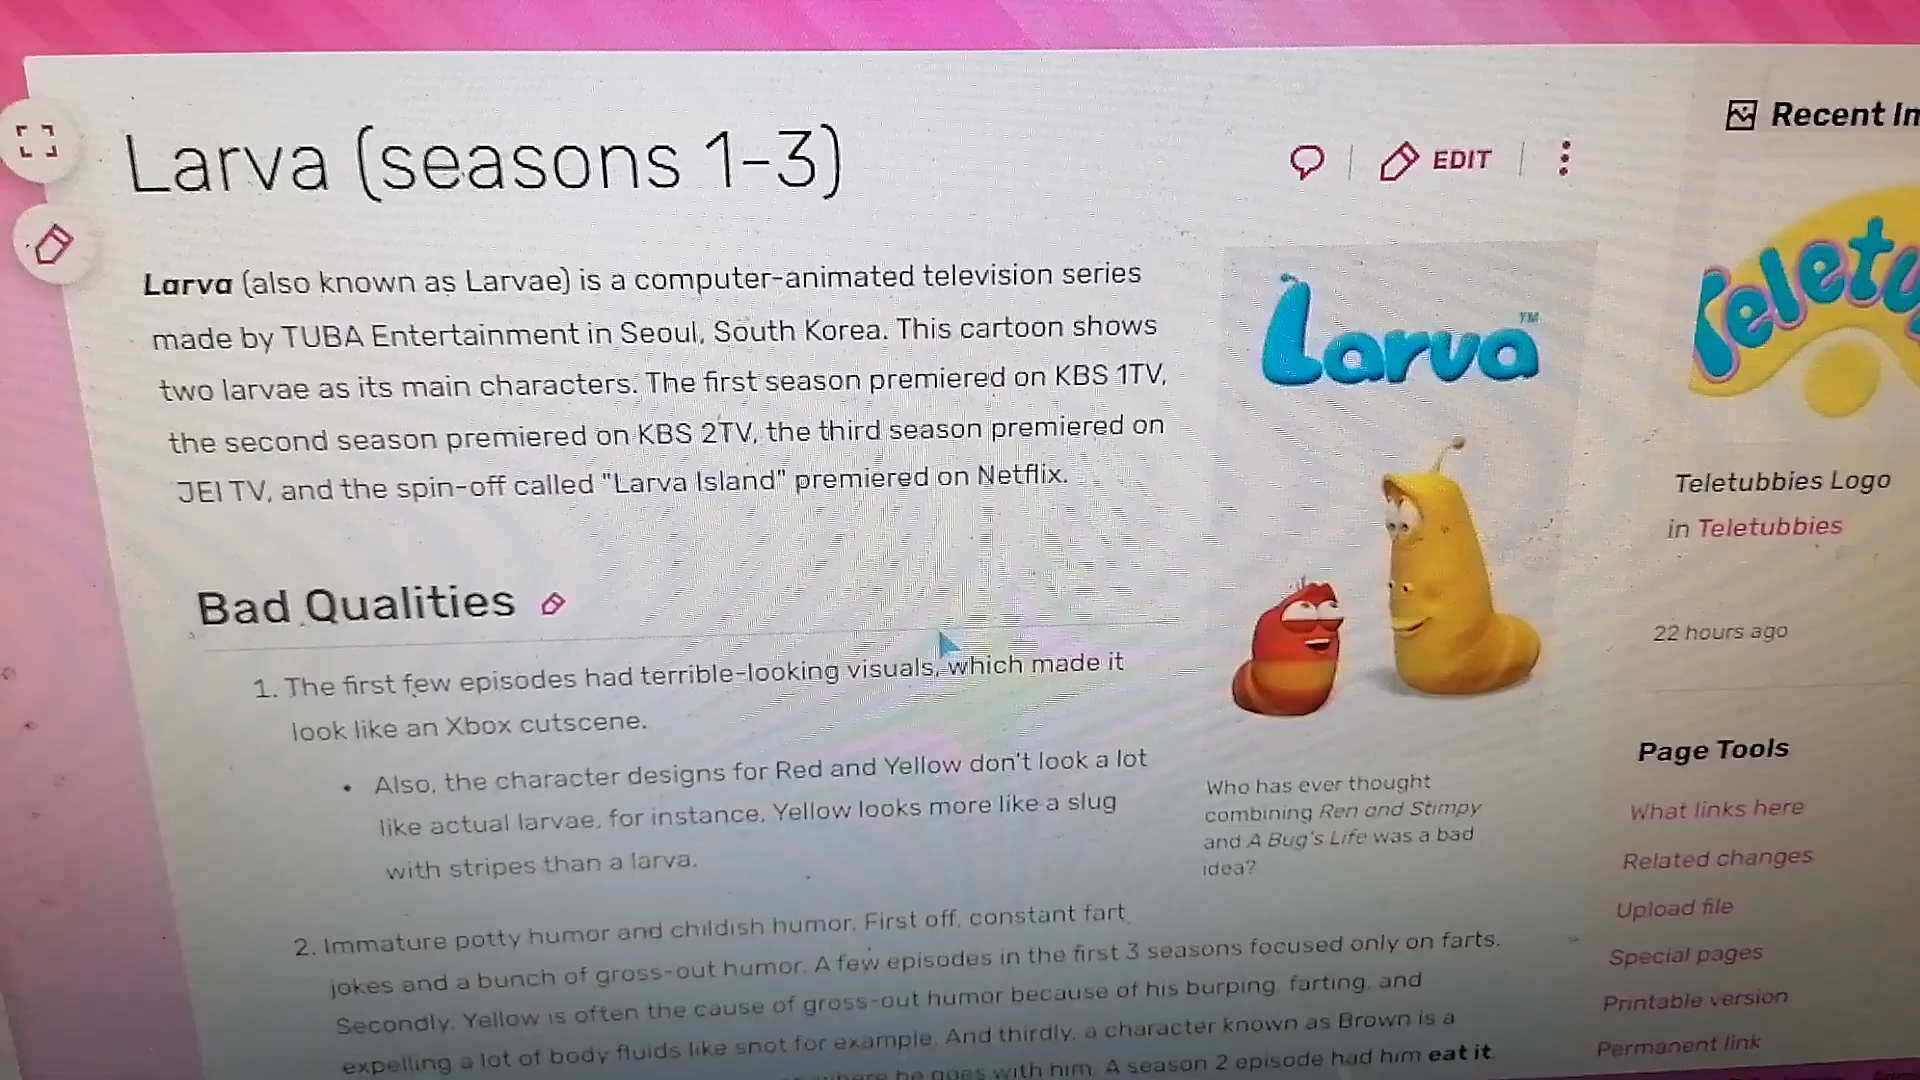 Larva (seasons 1-3)
EDIT
Larva (also known as Larvae) is a computer-animated television series
made by TUBA Entertainment in Seoul, South Korea. This cartoon shows
two larvae as its main characters. The first season premiered on KBS 1TV,
the second season premiered on KBS 2TV, the third season premiered on
JEI TV, and the spin-off called "Larva Island" premiered on Netflix.
Bad Qualities
1. The first few episodes had terrible-looking visuals, which made it
look like an Xbox cutscene.
• Also, the character designs for Red and Yellow don't look a lot
like actual larvae, for instance, Yellow looks more like a slug
with stripes than a larva.
2. Immature potty humor and childish humor. First off, constant fart
jokes and a bunch of gross-out humor. A few episodes in the first 3 seasons focused only on farts.
Secondly, Yellow is often the cause of gross-out humor because of his burping, farting, and
expelling a lot of body fluids like snot for example. And thirdly, a character known as Brown is a
where he goes with him. A season 2 episode had him eat it.
Larva™
Who has ever thought
combining Ren and Stimpy
and A Bug's Life was a bad
idea?
Recent
Teletu
Teletubbies Logo
in Teletubbies
22 hours ago
Page Tools
What links here
Related changes
Upload file
Special pages
Printable version
Permanent link